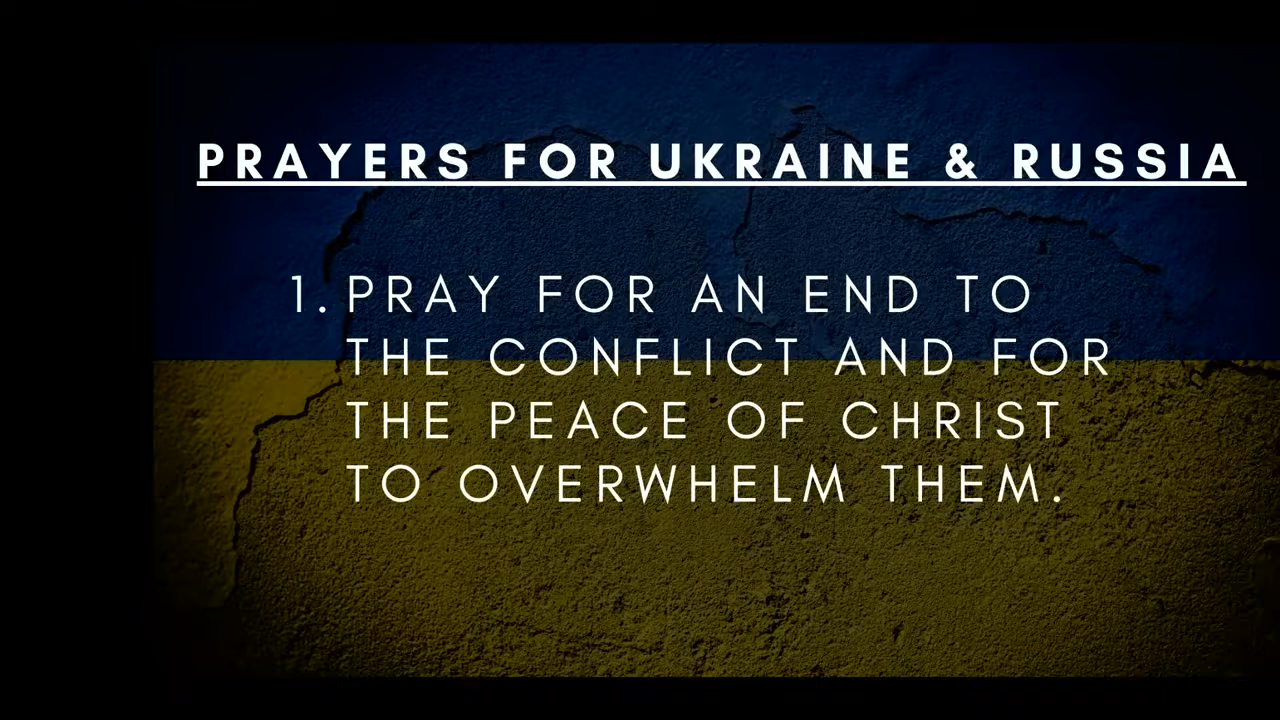 PRAYERS FOR UKRAINE & RUSSIA
1. PRAY FOR AN END TO
THE CONFLICT AND FOR
THE PEACE OF CHRIST
TO OVERWHELM THEM.